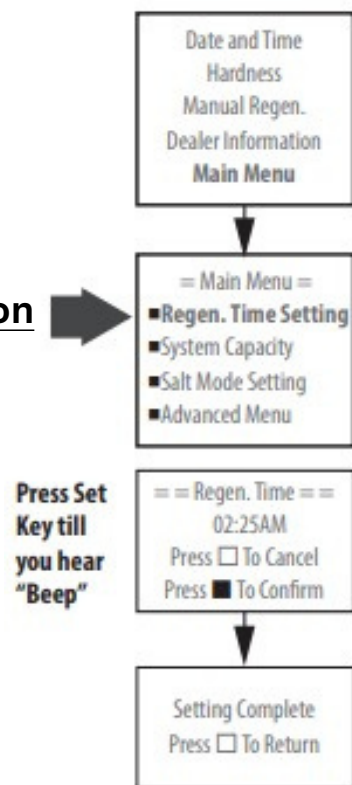 Date and Time
Hardness
Manual Regen.
Dealer Information
Main Menu
= Main Menu =
■Regen. Time Setting
■System Capacity
■Salt Mode Setting
■Advanced Menu
Press Set
Key till
you hear
"Beep"
= = Regen. Time = =
02:25AM
Press □ To Cancel
Press ■ To Confirm
Setting Complete
Press □ To Return